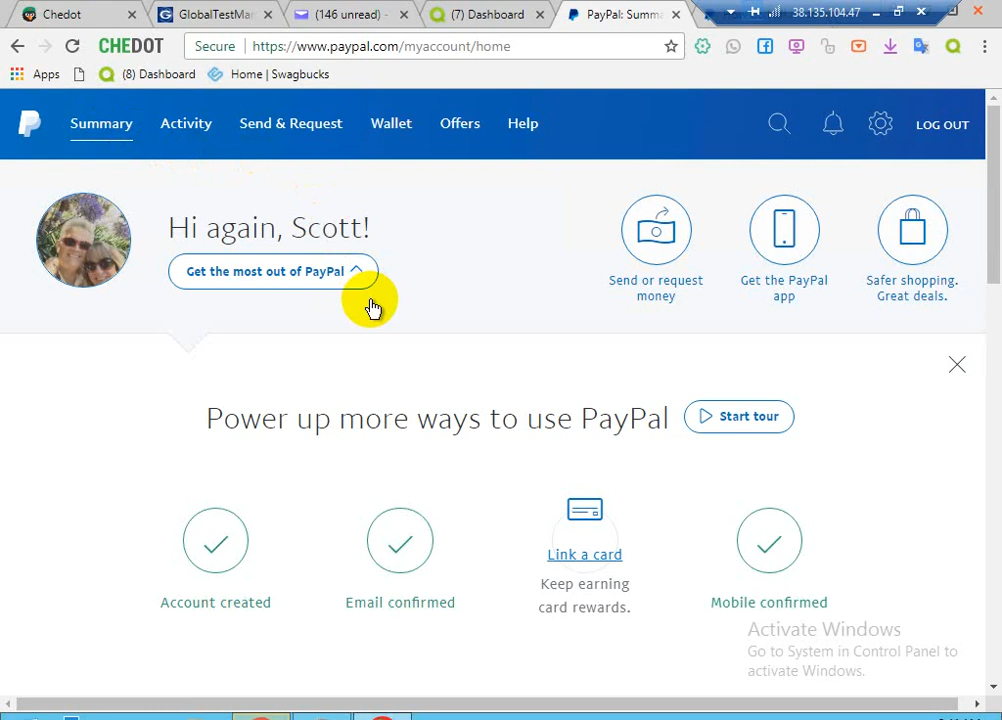 Chedot
GlobalTestMar
(146 unread) -
(7) Dashboard
PayPal: Summa
38.135.104.47
CHEDOT
Secure
https://www.paypal.com/myaccount/home
Apps
(8) Dashboard
Home | Swagbucks
Summary
Activity
Send & Request
Wallet
Offers
Help
LOG OUT
Hi again, Scott!
Get the most out of PayPal
Send or request
money
Get the PayPal
app
Safer shopping.
Great deals.
Power up more ways to use PayPal
Start tour
Account created
Email confirmed
Link a card
Keep earning
card rewards.
Mobile confirmed
Activate Windows
Go to System in Control Panel to
activate Windows.